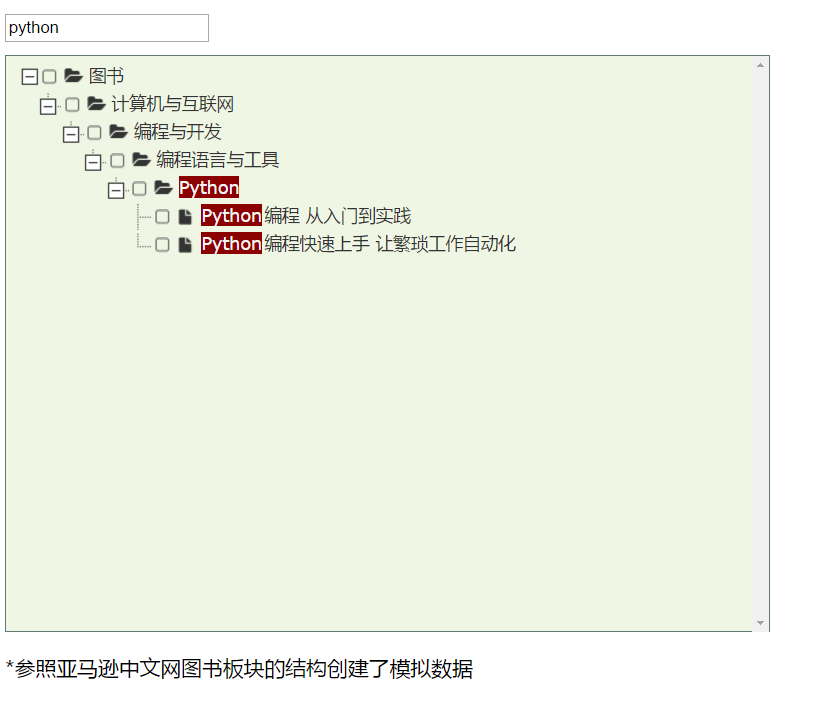 python
图书
计算机与互联网
编程与开发
编程语言与工具
Python
Python编程 从入门到实践
Python编程快速上手 让繁琐工作自动化
*参照亚马逊中文网图书板块的结构创建了模拟数据